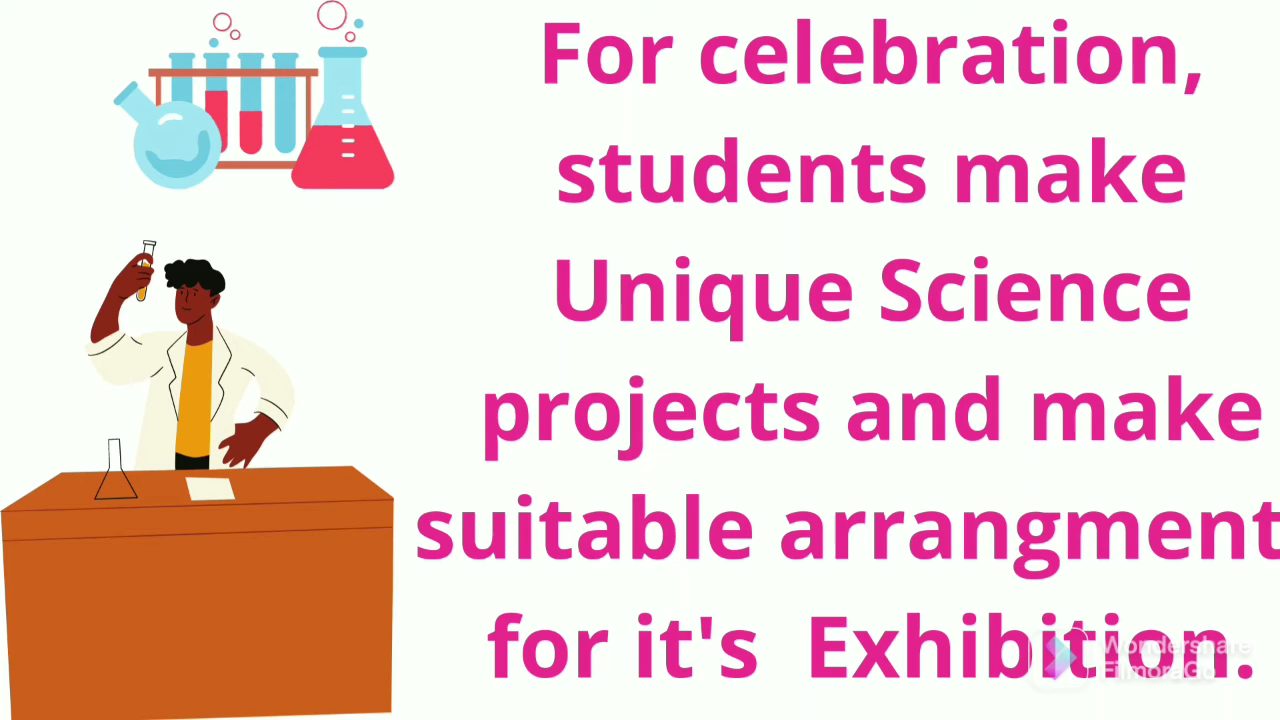 For celebration,
students make
Unique Science
projects and make
suitable arrangment
for it's Exhibition.
Wondershare
FilmoraGo